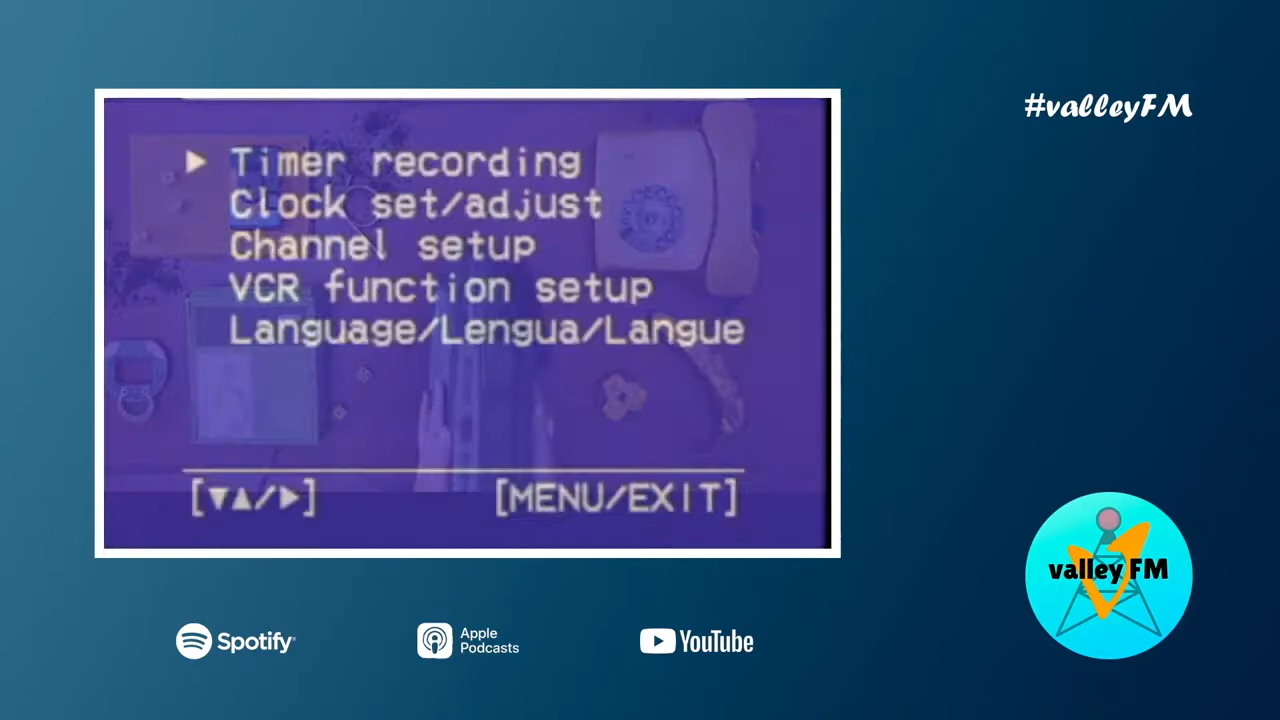 #valleyFM
▶ Timer recording
Clock set/adjust
Channel setup
VCR function setup
Language/Lengua/Langue
[▼▲/▶] [MENU/EXIT]
valley FM
Spotify
Apple
Podcasts
YouTube